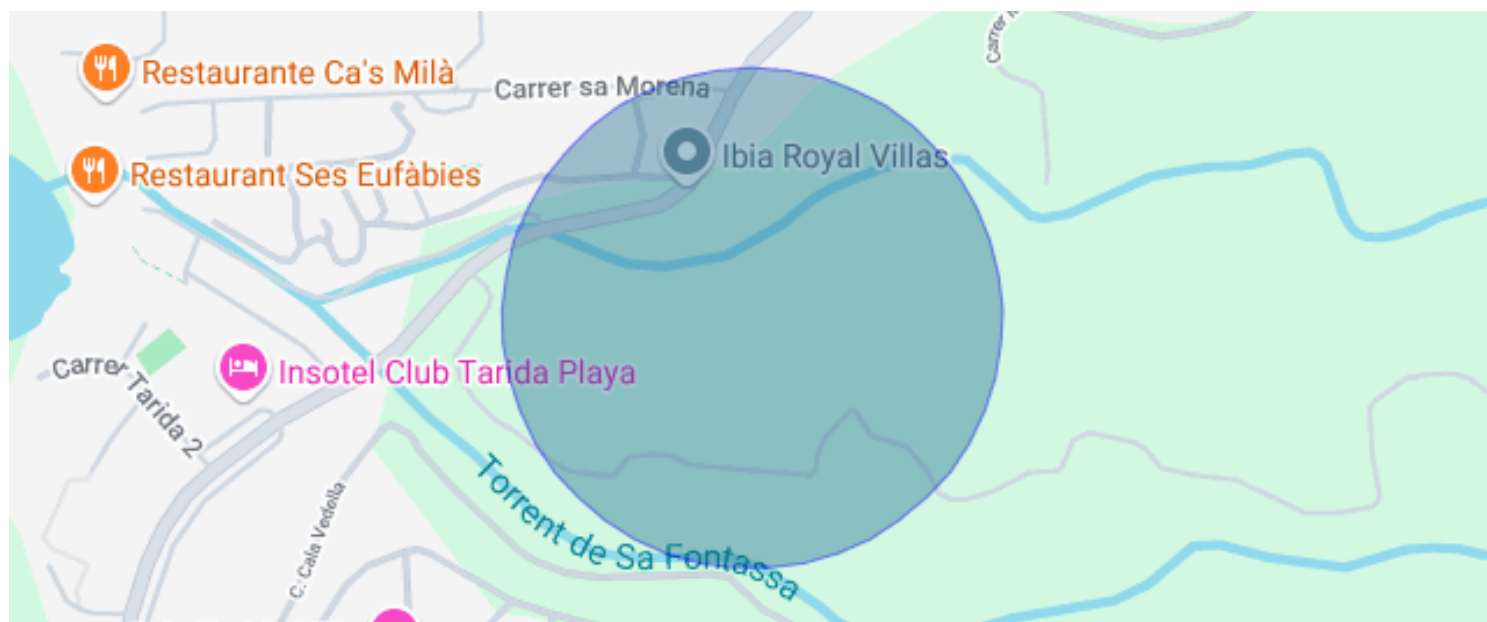 Restaurante Ca's Milà
Carrer sa Morena
Carrer
Ibia Royal Villas
Restaurant Ses Eufàbies
Insotel Club Tarida Playa
Carrer Tarida 2
C. Cala Vedella
Torrent de Sa Fontassa